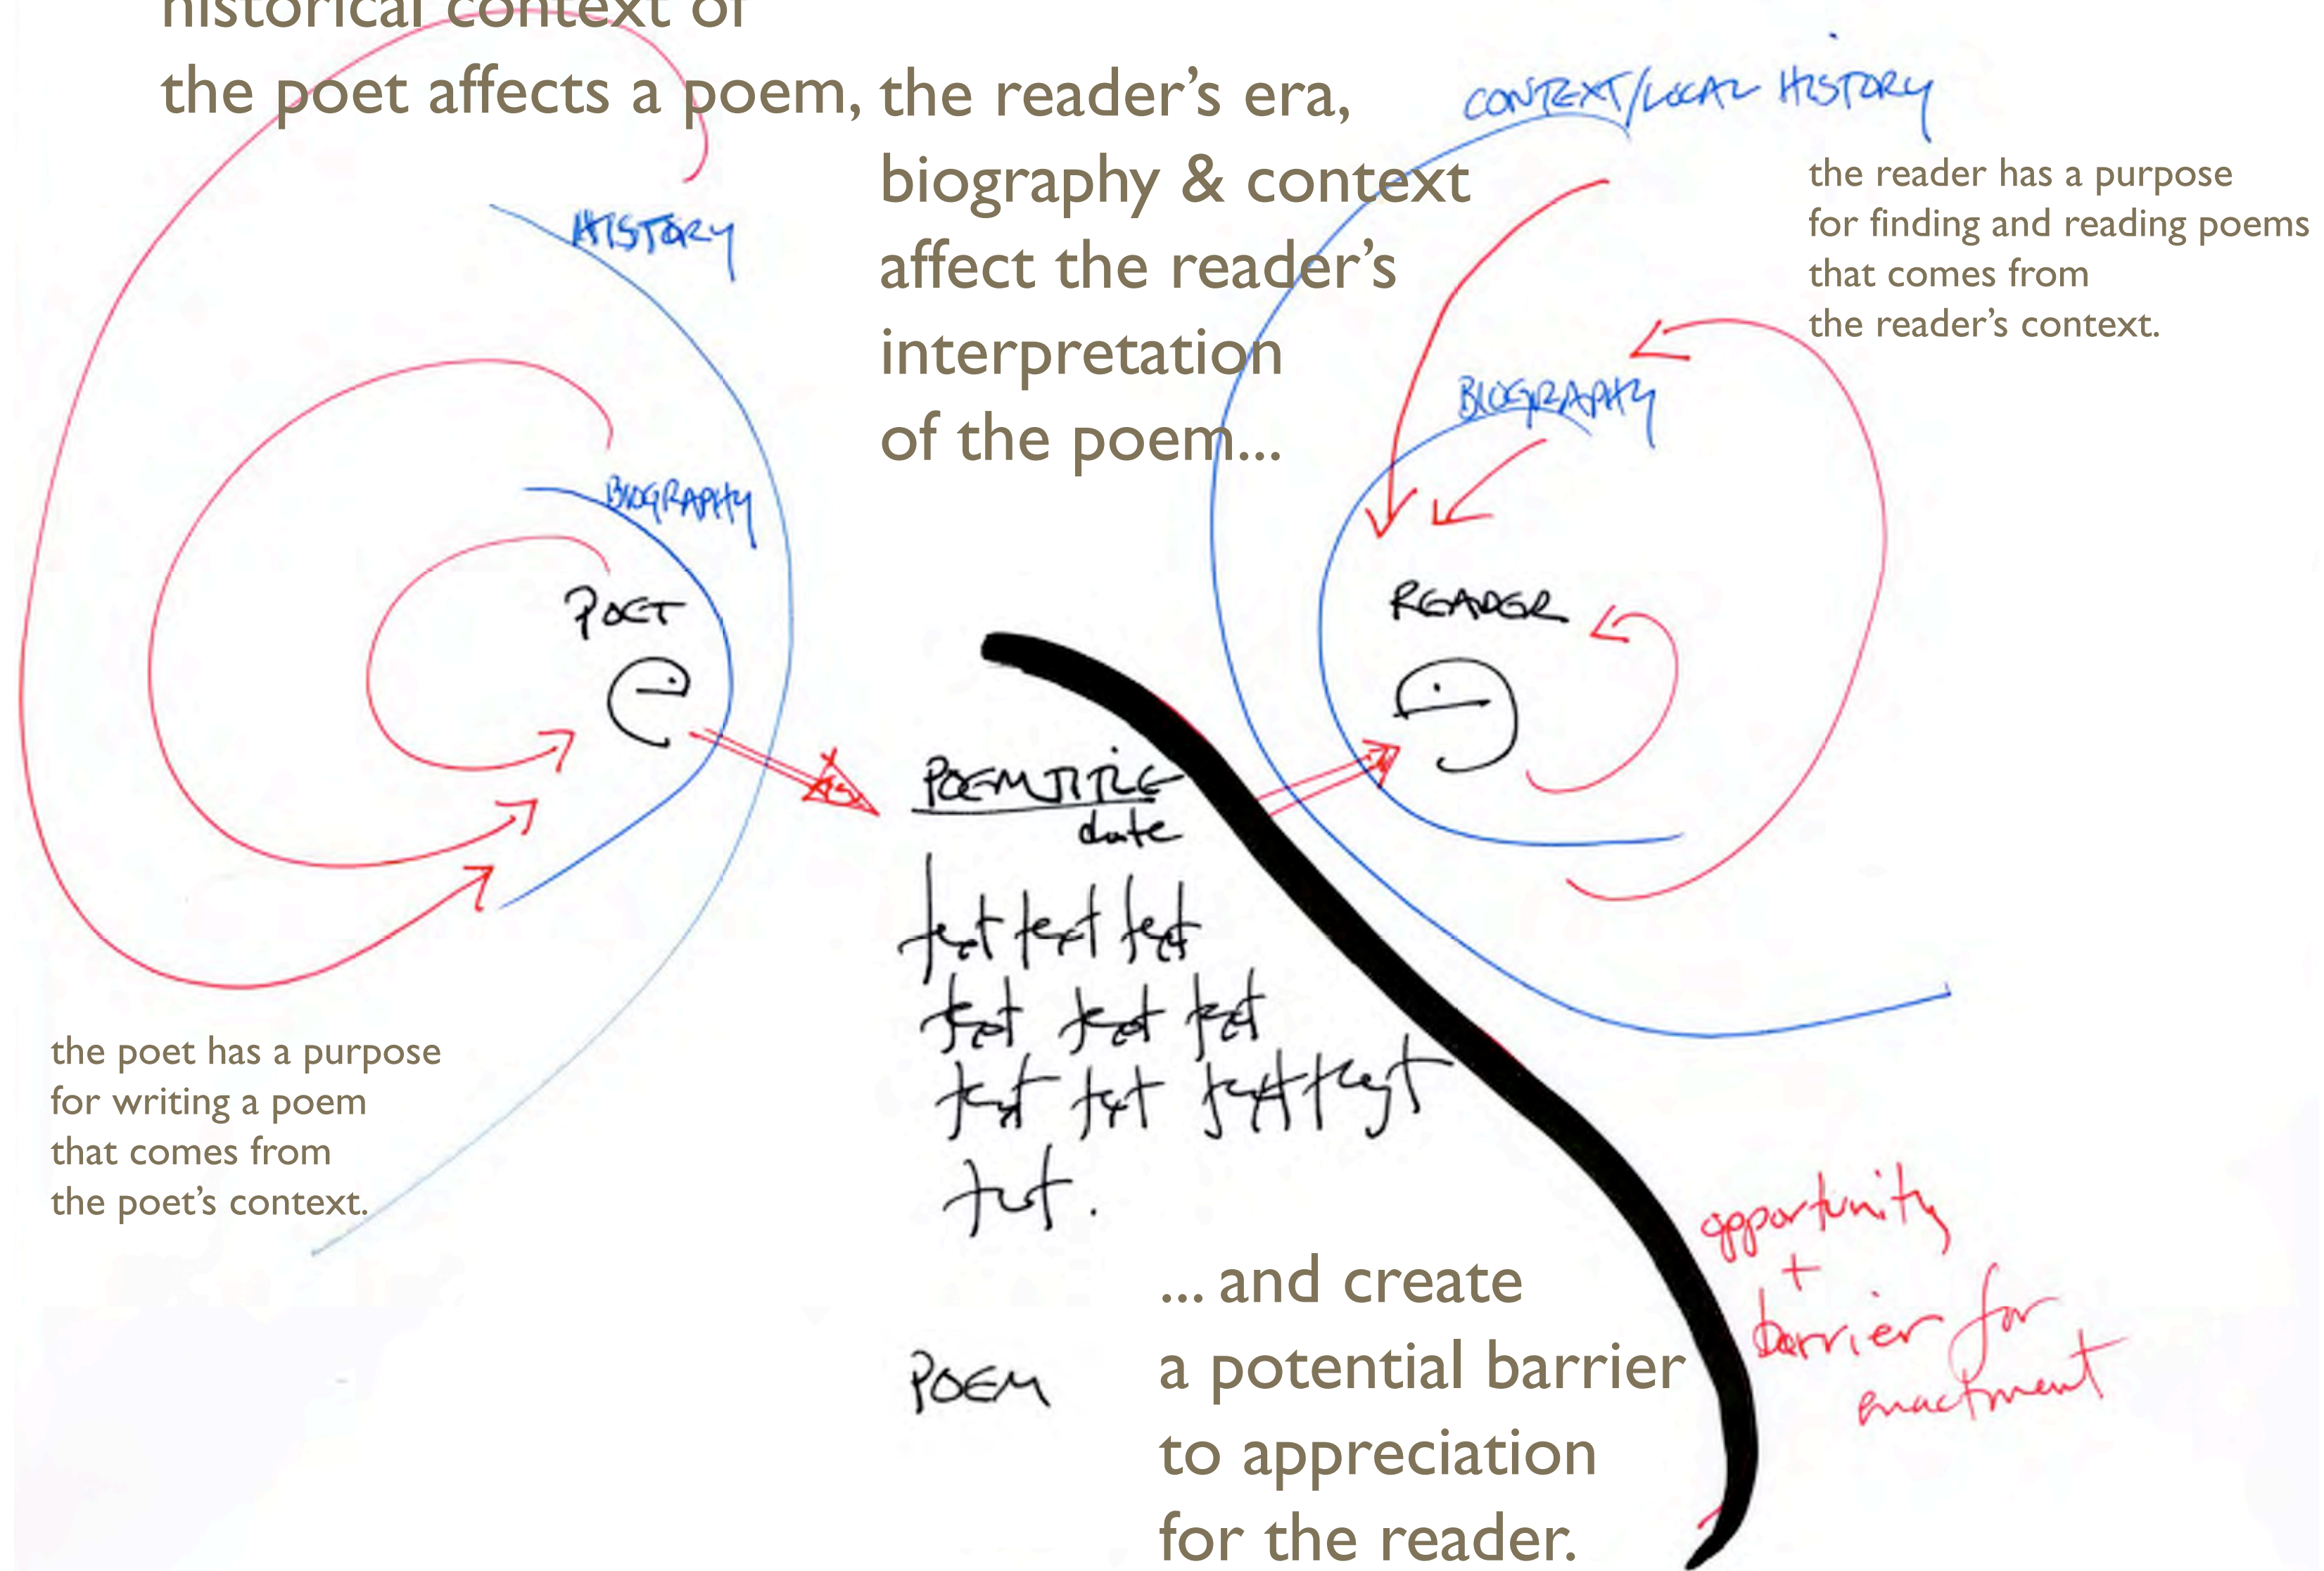 historical context of
the poet affects a poem,
the reader's era,
biography & context
affect the reader's
interpretation
of the poem...
CONTEXT/LOCAL HISTORY
the reader has a purpose
for finding and reading poems
that comes from
the reader's context.
HISTORY
BIOGRAPHY
BIOGRAPHY
POET
READER
POEM TITLE
date
text text text
text text text
text text text text
text.
the poet has a purpose
for writing a poem
that comes from
the poet's context.
opportunity
+
barrier for
enactment
... and create
a potential barrier
to appreciation
for the reader.
POEM